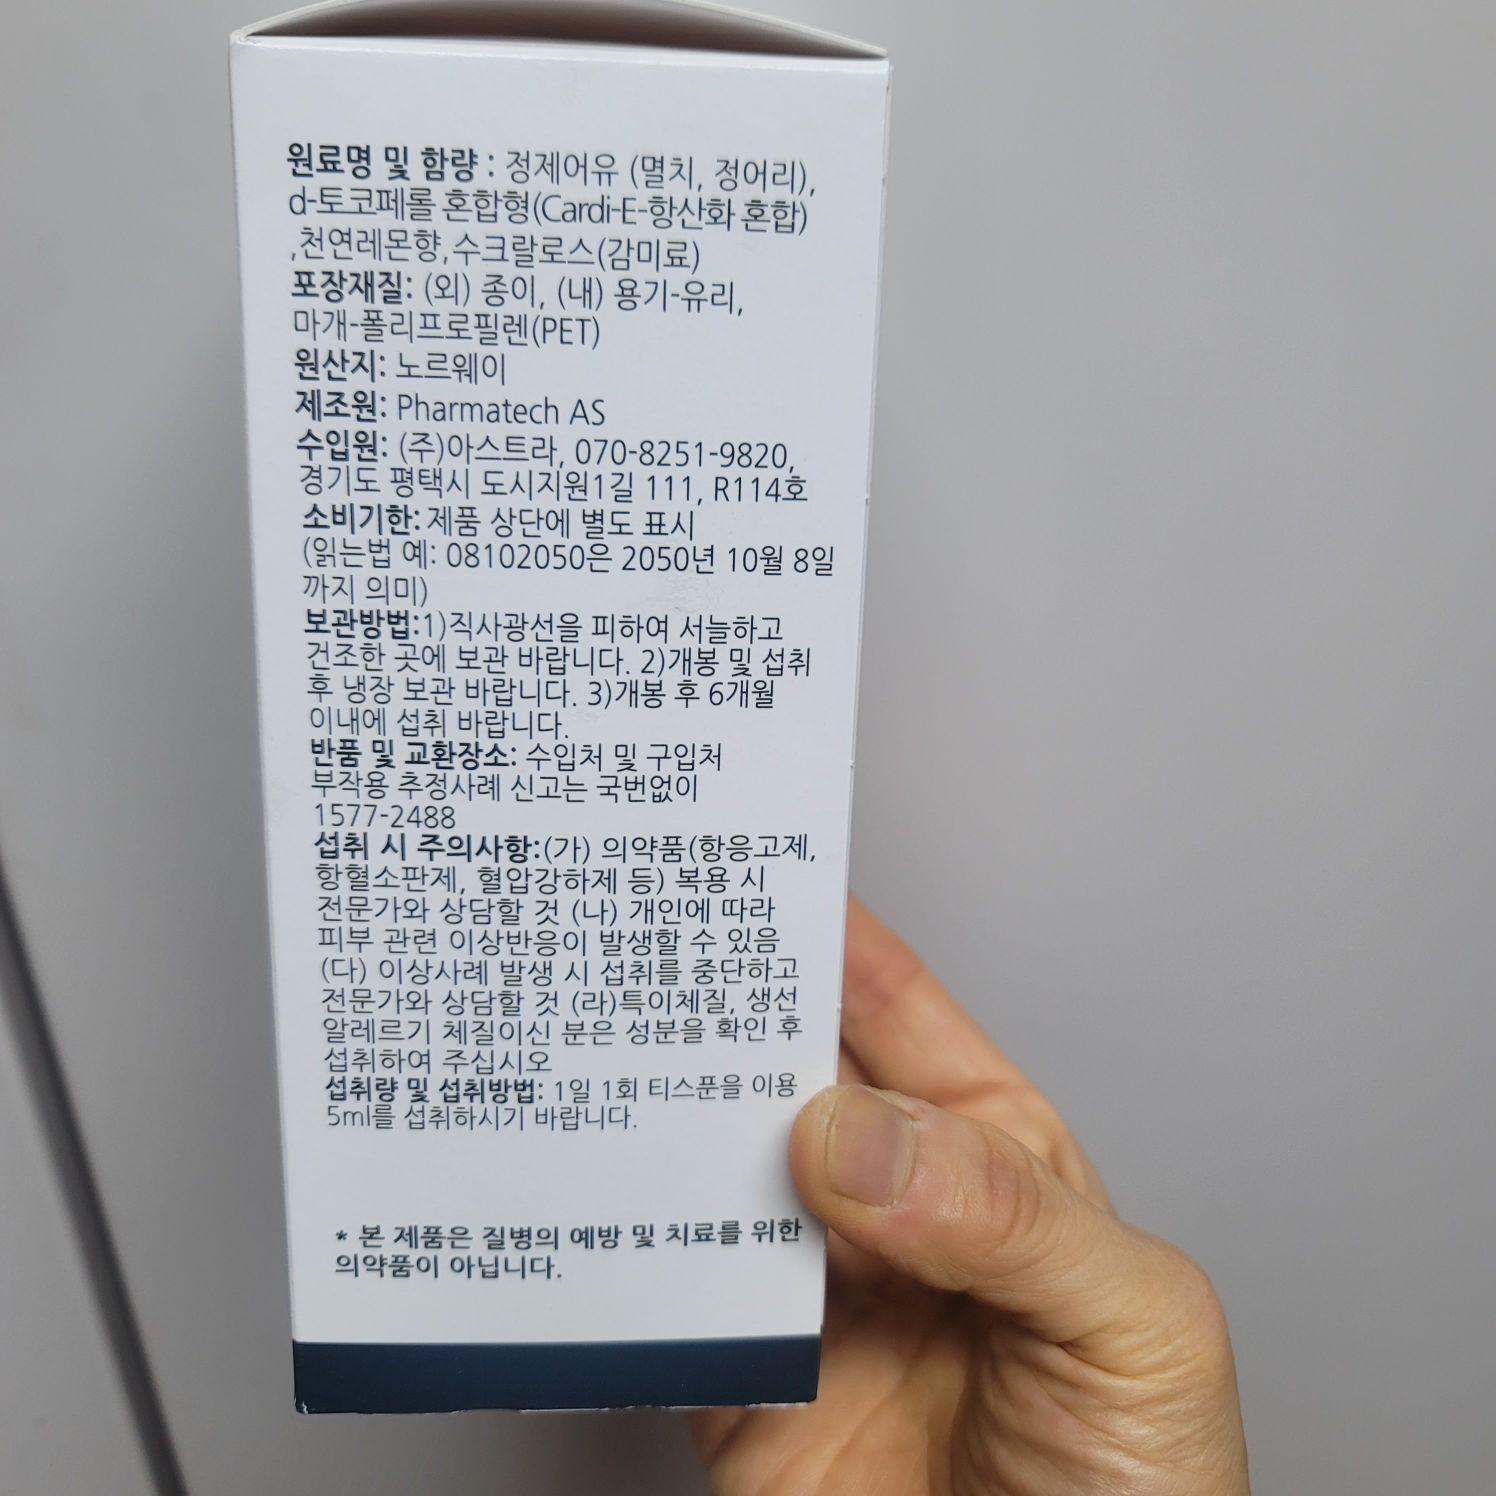 원료명 및 함량 : 정제어유 (멸치, 정어리),
d-토코페롤 혼합형(Cardi-E-항산화 혼합)
,천연레몬향,수크랄로스(감미료)
포장재질: (외) 종이, (내) 용기-유리,
마개-폴리프로필렌(PET)
원산지: 노르웨이
제조원: Pharmatech AS
수입원: (주)아스트라, 070-8251-9820,
경기도 평택시 도시지원1길 111, R114호
소비기한: 제품 상단에 별도 표시
(읽는법 예: 08102050은 2050년 10월 8일
까지 의미)
보관방법:1)직사광선을 피하여 서늘하고
건조한 곳에 보관 바랍니다. 2)개봉 및 섭취
후 냉장 보관 바랍니다. 3)개봉 후 6개월
이내에 섭취 바랍니다.
반품 및 교환장소: 수입처 및 구입처
부작용 추정사례 신고는 국번없이
1577-2488
섭취 시 주의사항:(가) 의약품(항응고제,
항혈소판제, 혈압강하제 등) 복용 시
전문가와 상담할 것 (나) 개인에 따라
피부 관련 이상반응이 발생할 수 있음
(다) 이상사례 발생 시 섭취를 중단하고
전문가와 상담할 것 (라)특이체질, 생선
알레르기 체질이신 분은 성분을 확인 후
섭취하여 주십시오
섭취량 및 섭취방법: 1일 1회 티스푼을 이용
5ml를 섭취하시기 바랍니다.
* 본 제품은 질병의 예방 및 치료를 위한
의약품이 아닙니다.